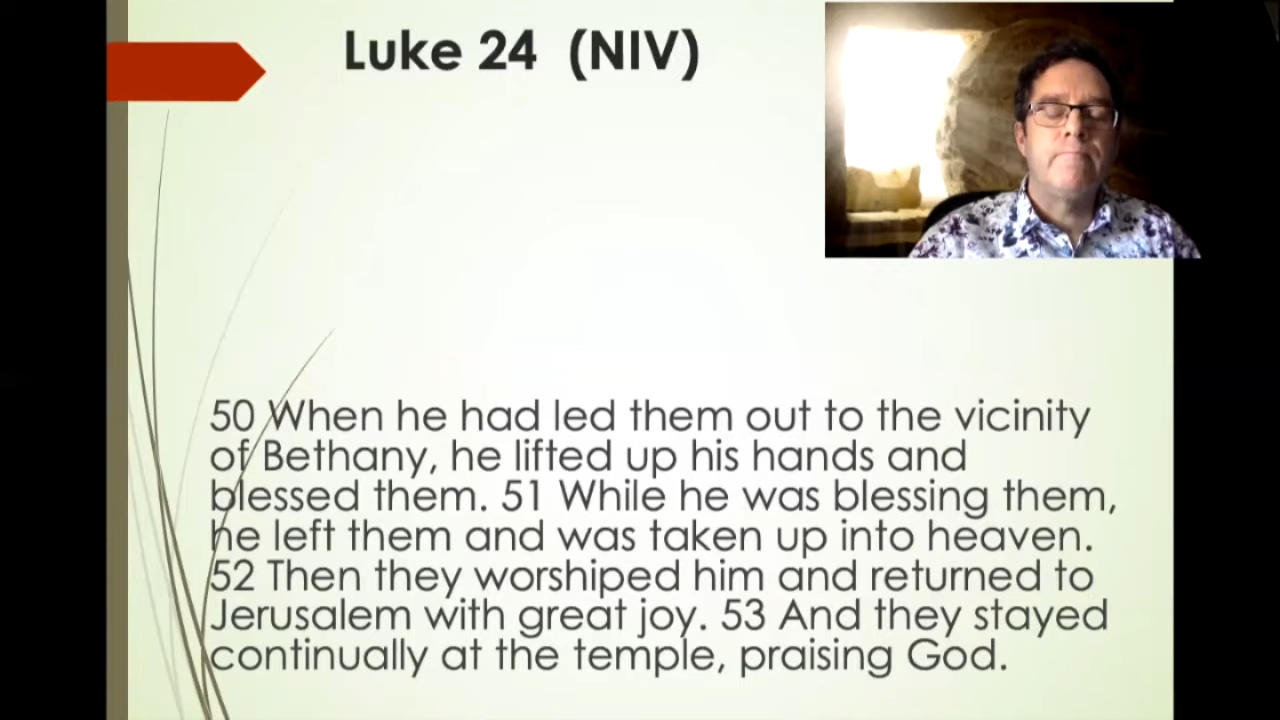 Luke 24 (NIV)
50 When he had led them out to the vicinity
of Bethany, he lifted up his hands and
blessed them. 51 While he was blessing them,
he left them and was taken up into heaven.
52 Then they worshiped him and returned to
Jerusalem with great joy. 53 And they stayed
continually at the temple, praising God.